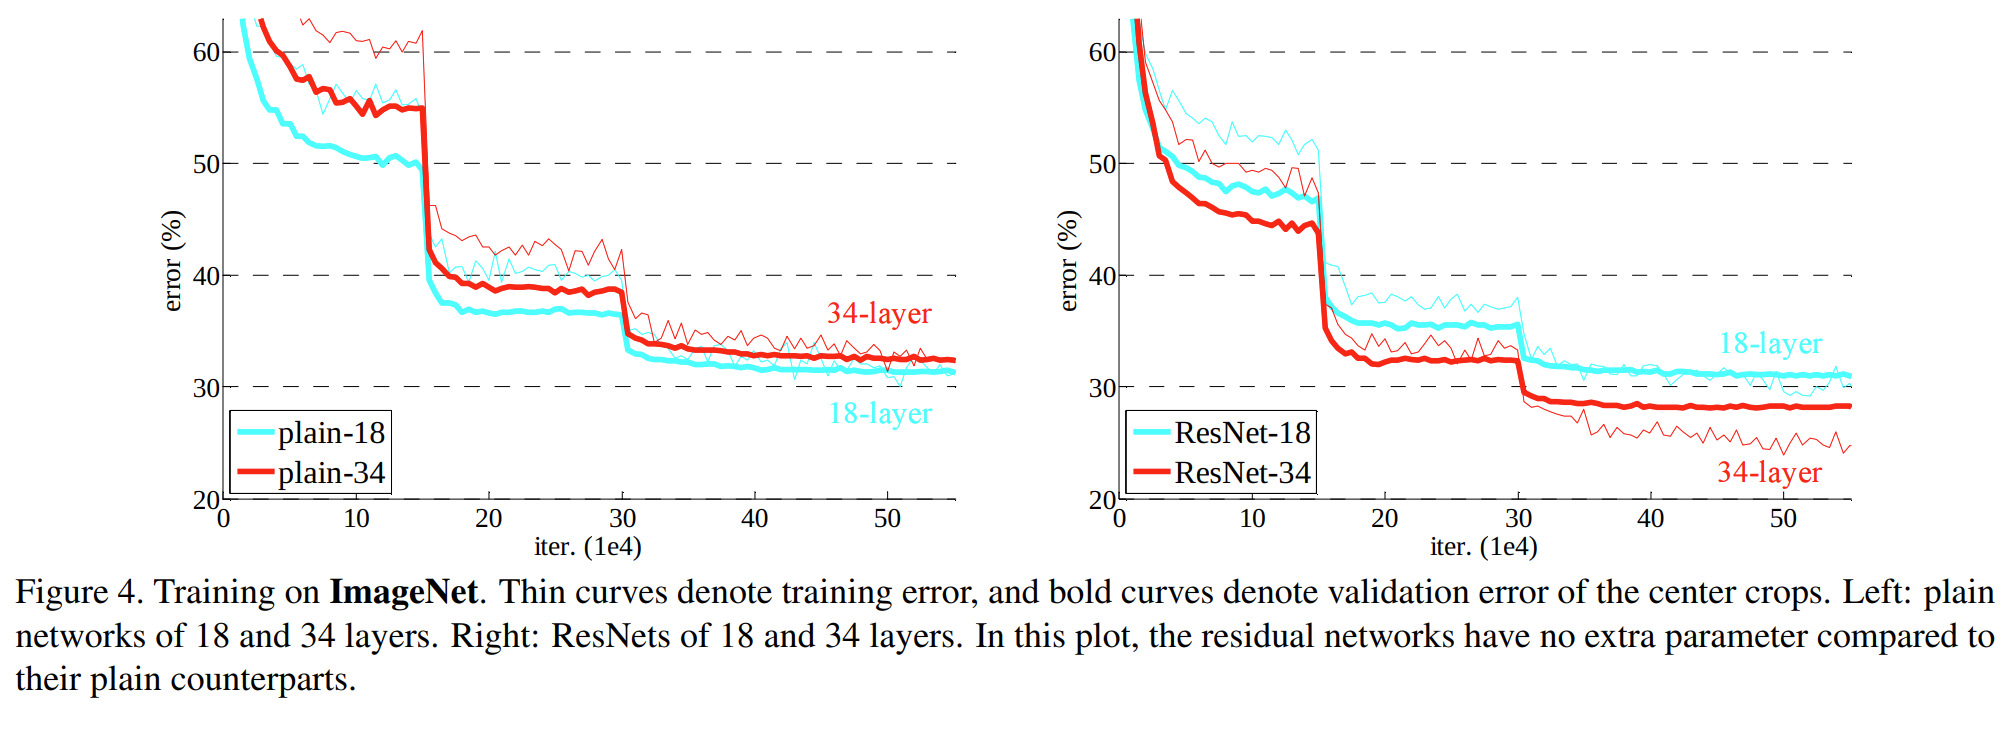 60
50
40
30
20
error (%)
34-layer
18-layer
plain-18
plain-34
0 10 20 30 40 50
iter. (1e4)
60
50
40
30
20
error (%)
18-layer
34-layer
ResNet-18
ResNet-34
0 10 20 30 40 50
iter. (1e4)
Figure 4. Training on ImageNet. Thin curves denote training error, and bold curves denote validation error of the center crops. Left: plain
networks of 18 and 34 layers. Right: ResNets of 18 and 34 layers. In this plot, the residual networks have no extra parameter compared to
their plain counterparts.